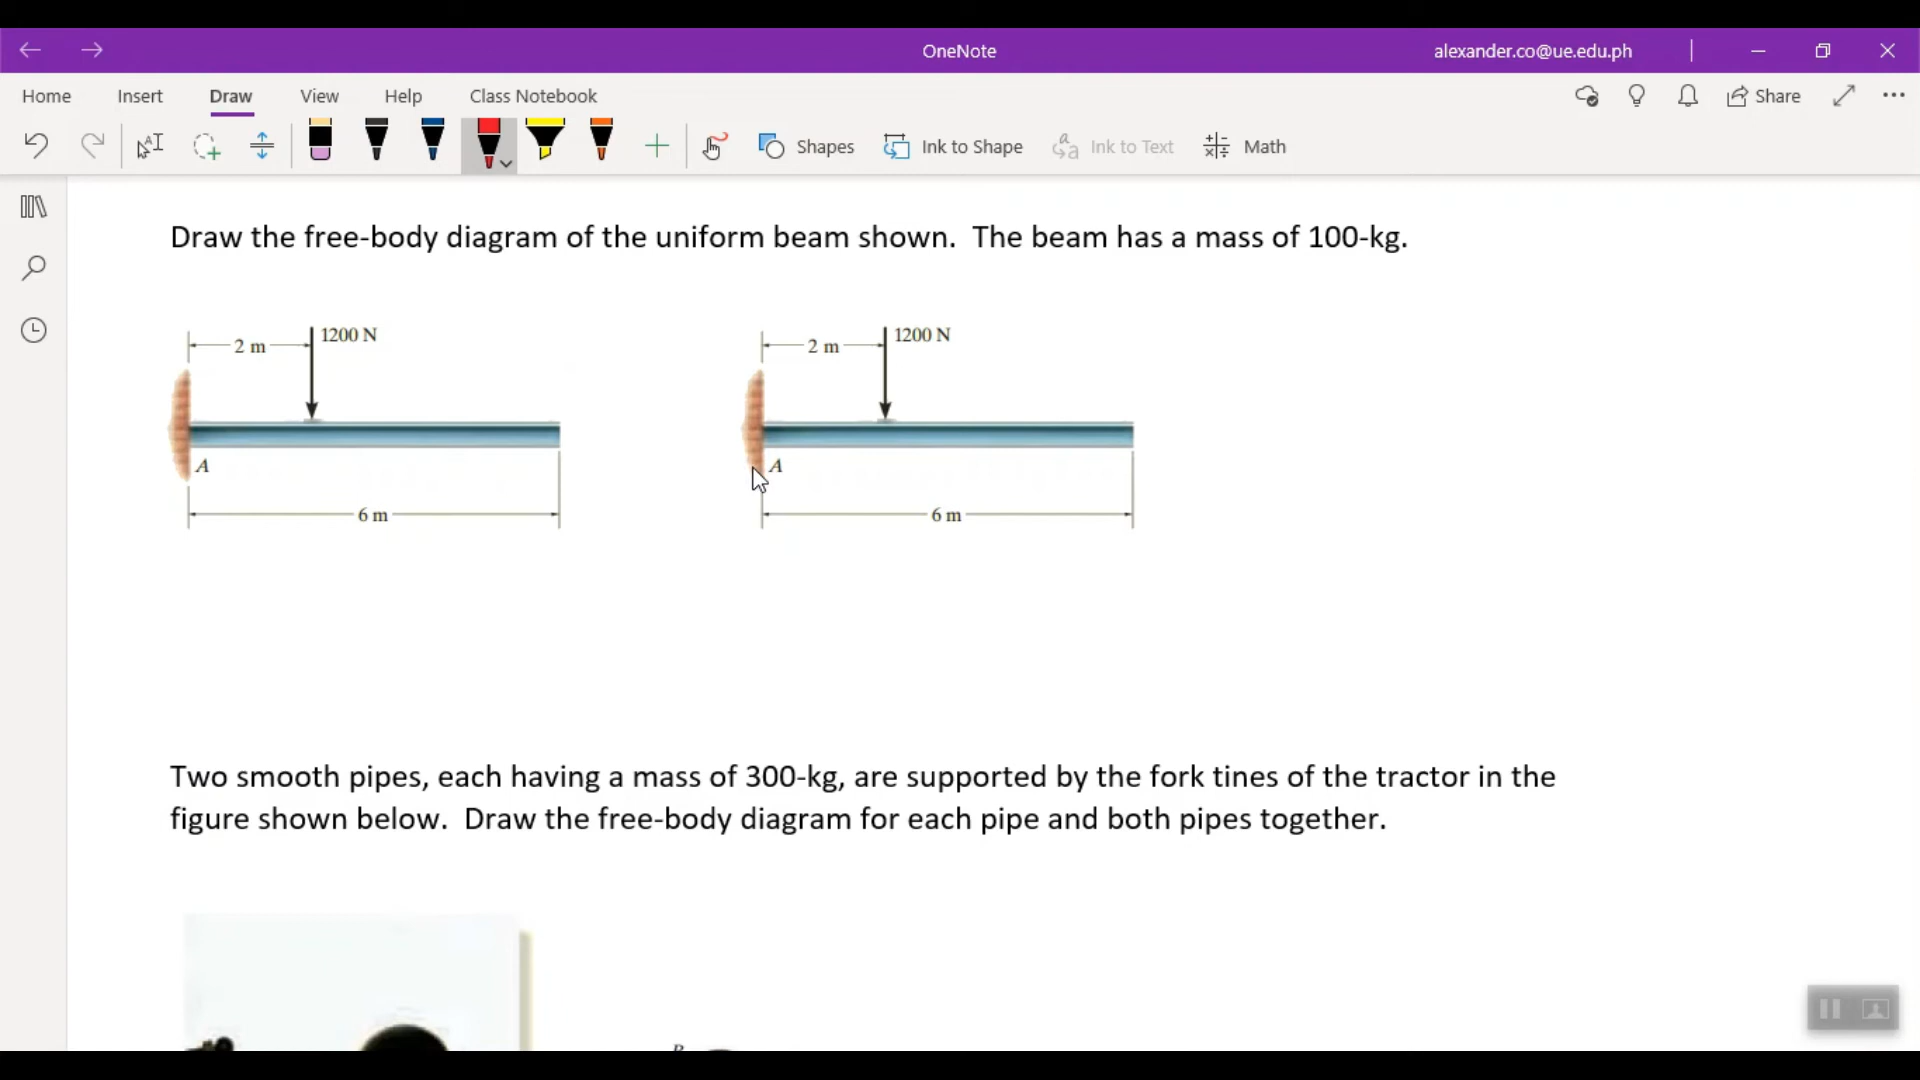 OneNote
alexander.co@ue.edu.ph
Home Insert Draw View Help Class Notebook
Share
Shapes Ink to Shape Ink to Text Math
Draw the free-body diagram of the uniform beam shown.  The beam has a mass of 100-kg.
1200 N
2 m
A
6 m
1200 N
2 m
A
6 m
Two smooth pipes, each having a mass of 300-kg, are supported by the fork tines of the tractor in the
figure shown below.  Draw the free-body diagram for each pipe and both pipes together.